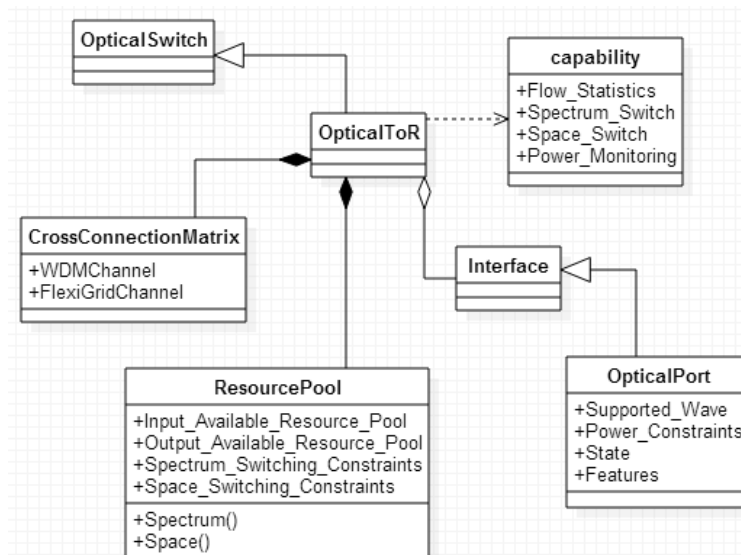 OpticalSwitch
capability
+Flow_Statistics
+Spectrum_Switch
+Space_Switch
+Power_Monitoring
OpticalToR
CrossConnectionMatrix
+WDMChannel
+FlexiGridChannel
Interface
ResourcePool
+Input_Available_Resource_Pool
+Output_Available_Resource_Pool
+Spectrum_Switching_Constraints
+Space_Switching_Constraints
+Spectrum()
+Space()
OpticalPort
+Supported_Wave
+Power_Constraints
+State
+Features